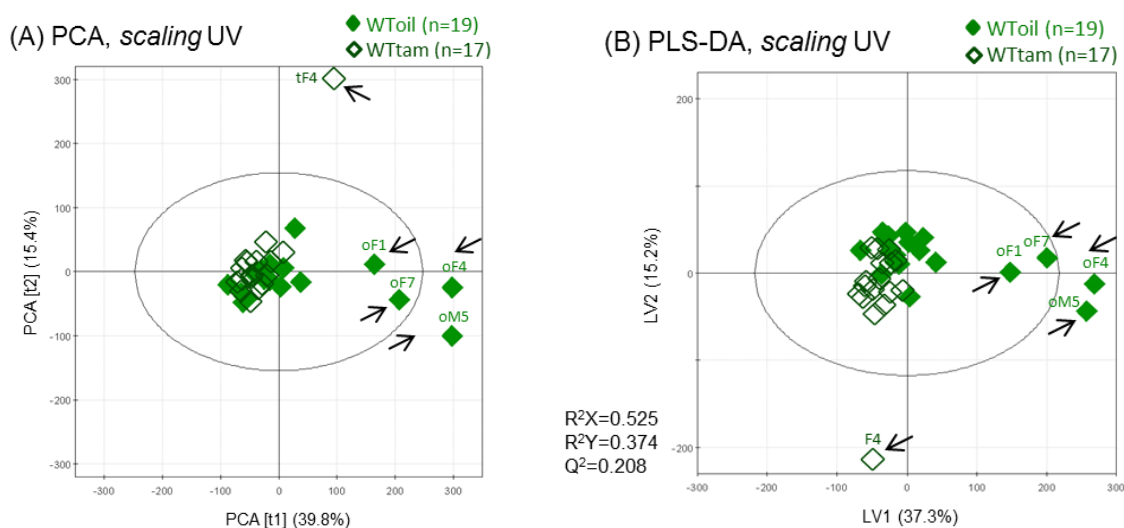 (A) PCA, scaling UV
WToil (n=19)
WTtam (n=17)
tF4
300
200
100
0
-100
-200
-300
PCA [t2] (15.4%)
oF1
oF7
oF4
oM5
-300
-200
-100
0
100
200
300
PCA [t1] (39.8%)
(B) PLS-DA, scaling UV
WToil (n=19)
WTtam (n=17)
200
0
-200
LV2 (15.2%)
oF1
oF7
oF4
oM5
F4
R²X=0.525
R²Y=0.374
Q²=0.208
-300
-200
-100
0
100
200
300
LV1 (37.3%)